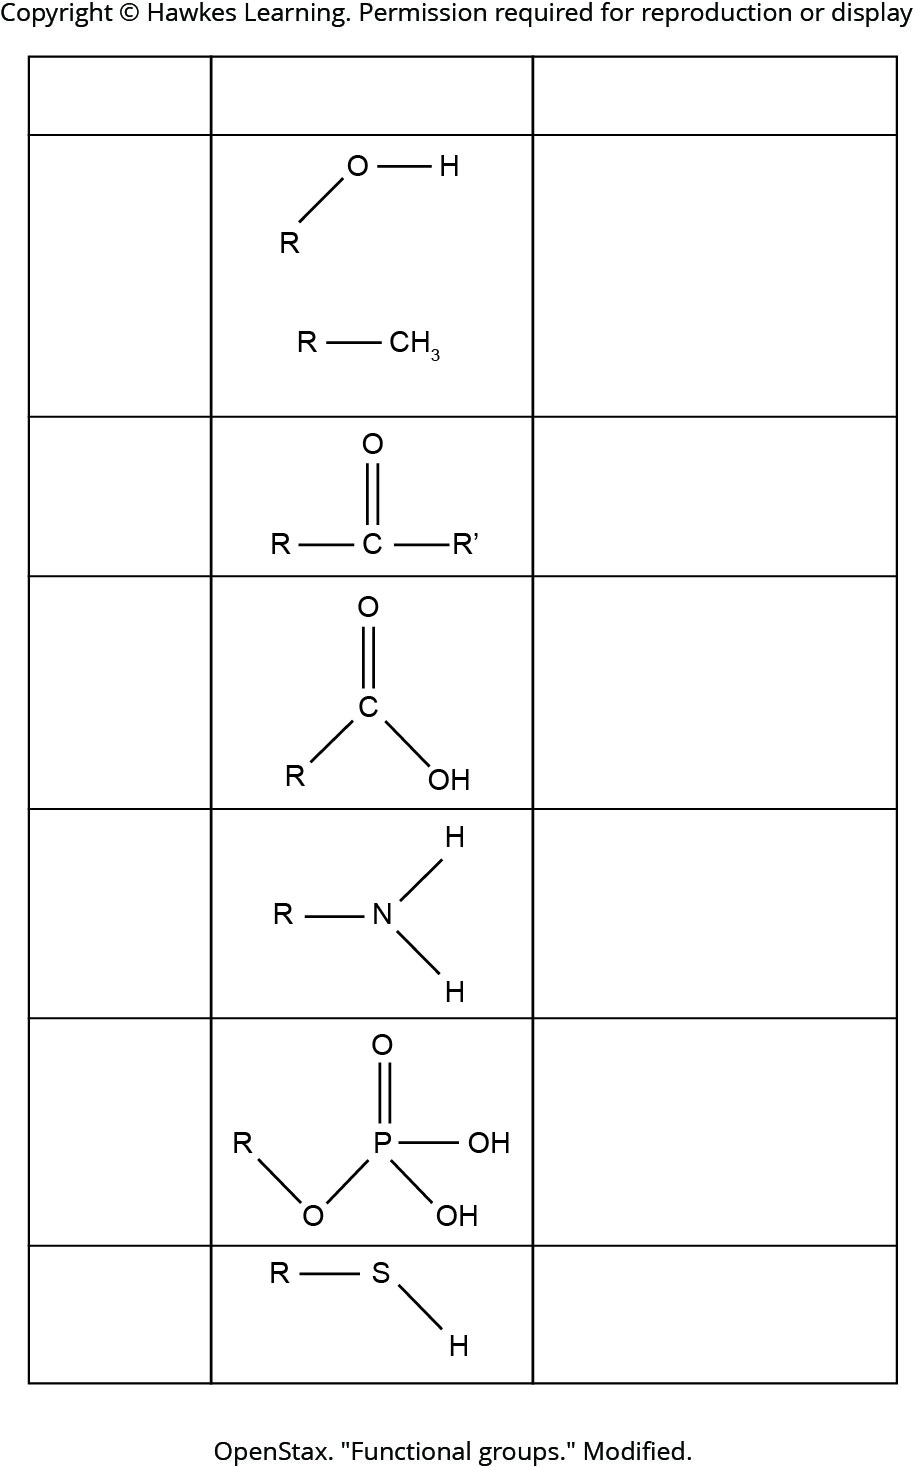 Copyright © Hawkes Learning. Permission required for reproduction or display
O H
R
R CH₃
O
R C R’
O
C
R OH
H
R N
H
O
R P OH
O OH
R S
H
OpenStax. "Functional groups." Modified.